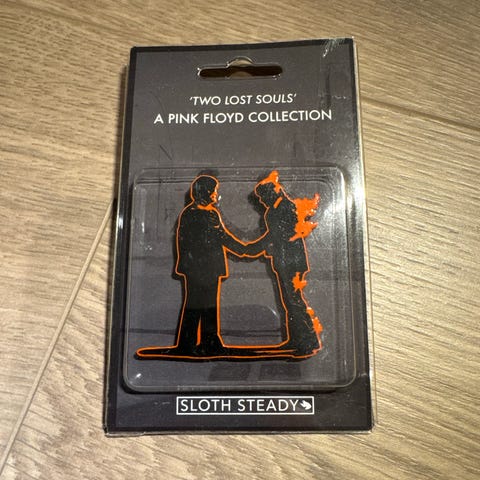 'TWO LOST SOULS'
A PINK FLOYD COLLECTION
SLOTH STEADY